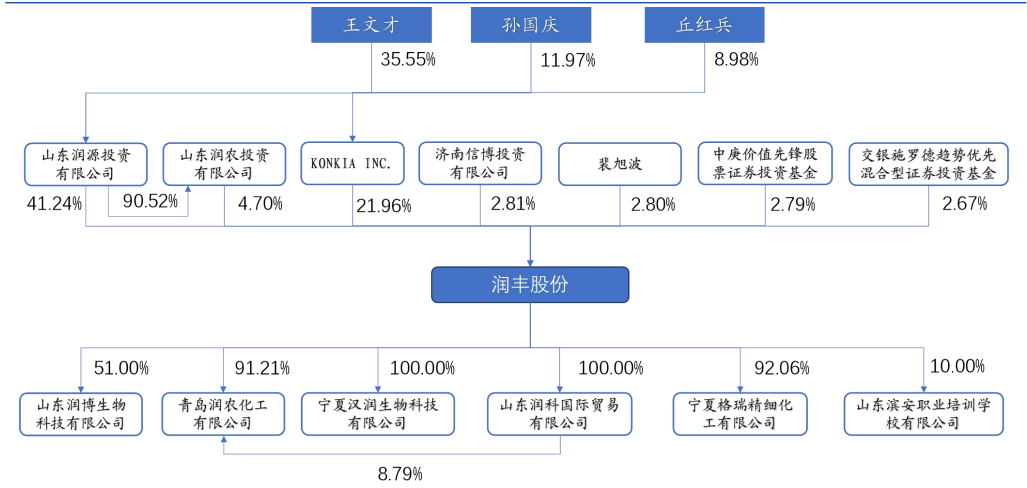 王文才
孙国庆
丘红兵
35.55%
11.97%
8.98%
山东润源投资
有限公司
山东润农投资
有限公司
KONKIA INC.
济南信博投资
有限公司
裴旭波
中庚价值先锋股
票证券投资基金
交银施罗德趋势优先
混合型证券投资基金
41.24%
90.52%
4.70%
21.96%
2.81%
2.80%
2.79%
2.67%
润丰股份
51.00%
91.21%
100.00%
100.00%
92.06%
10.00%
山东润博生物
科技有限公司
青岛润农化工
有限公司
宁夏汉润生物科技
有限公司
山东润科国际贸易
有限公司
宁夏格瑞精细化
工有限公司
山东滨安职业培训学
校有限公司
8.79%